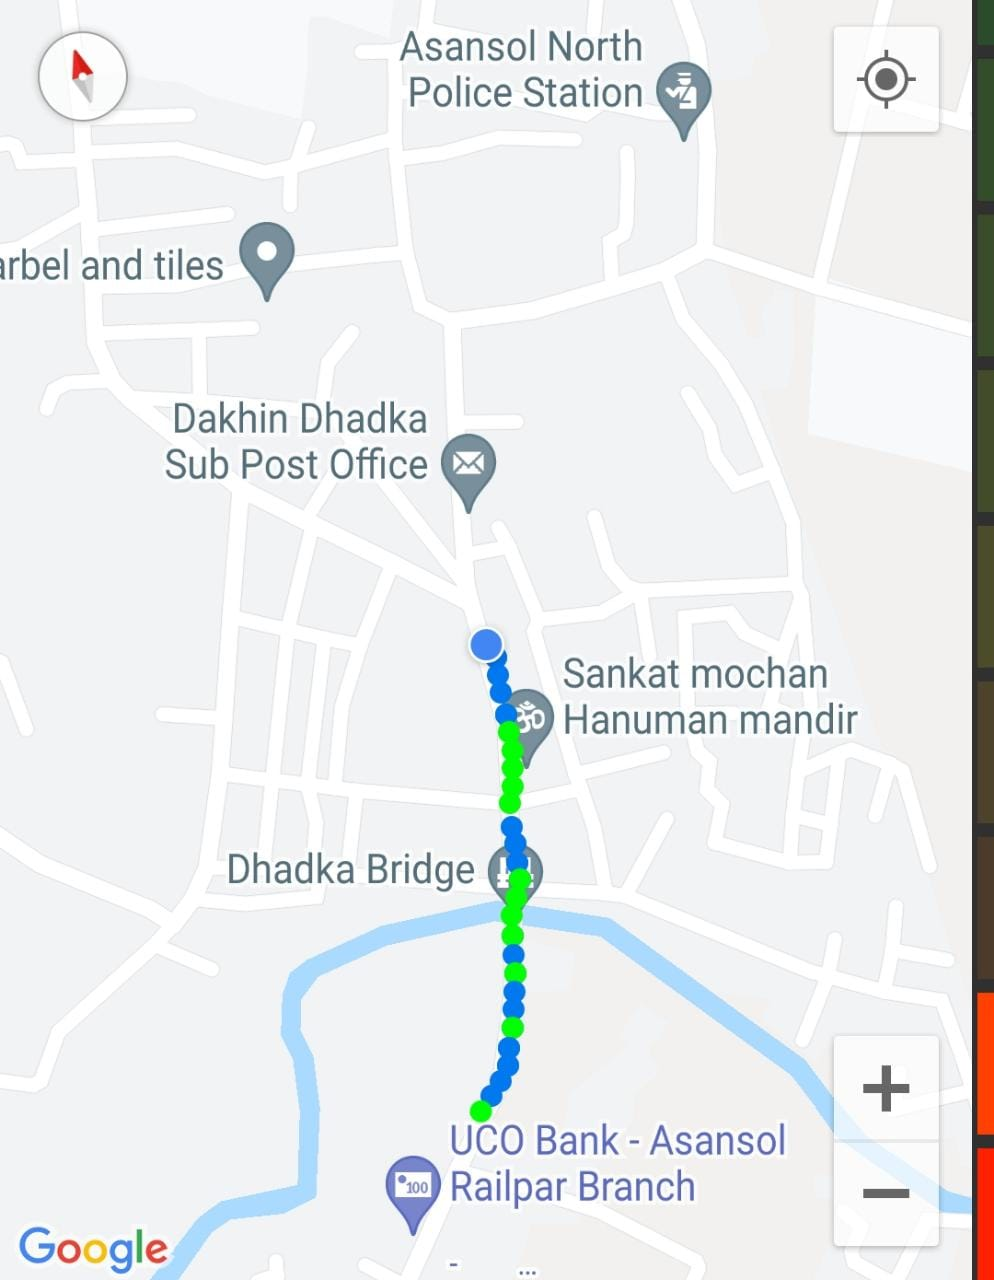 Asansol North
Police Station
arbel and tiles
Dakhin Dhadka
Sub Post Office
Sankat mochan
Hanuman mandir
ॐ
Dhadka Bridge
UCO Bank - Asansol
Railpar Branch
100
Google